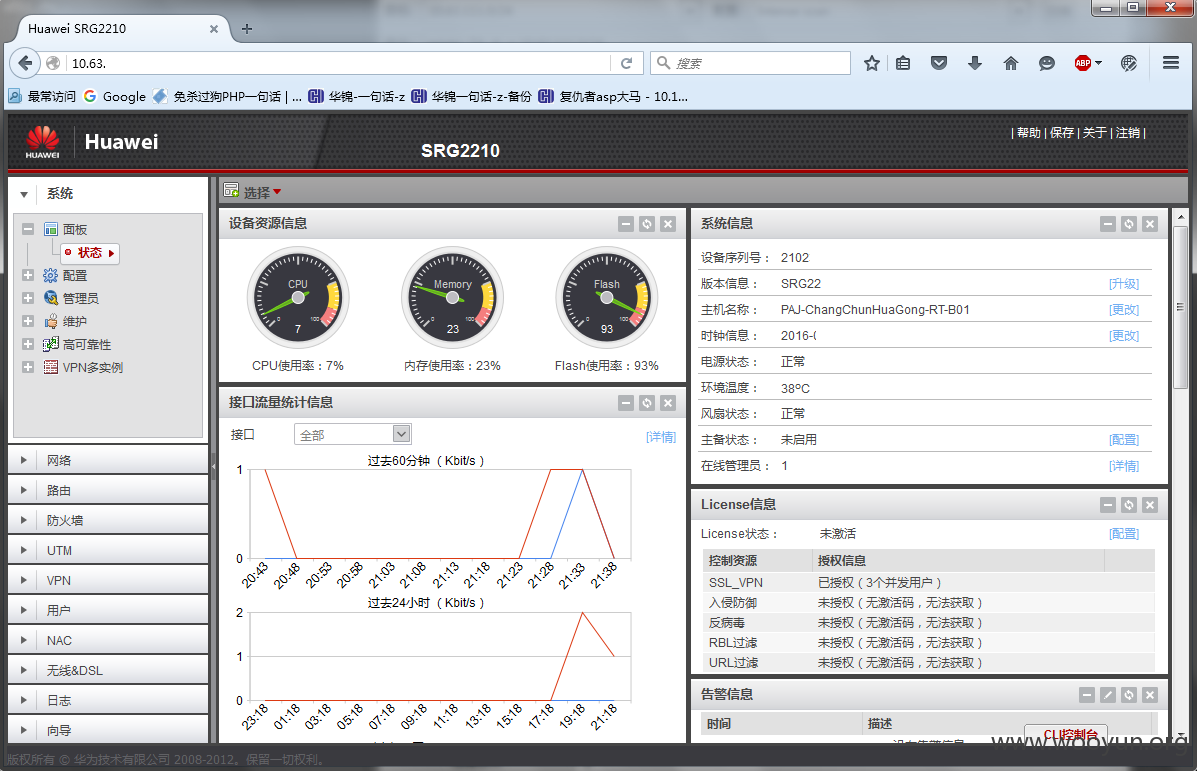 Huawei SRG2210
10.63.
搜索
ABP
最常访问 Google 免杀过狗PHP一句话 | ... 华锦-一句话-z 华锦一句话-z-备份 复仇者asp大马 - 10.1...
HUAWEI
Huawei
SRG2210
| 帮助 | 保存 | 关于 | 注销 |
系统
面板
状态
配置
管理员
维护
高可靠性
VPN多实例
网络
路由
防火墙
UTM
VPN
用户
NAC
无线&DSL
日志
向导
选择
设备资源信息
CPU
0 100
7
CPU使用率：7%
Memory
0 100
23
内存使用率：23%
Flash
0 100
93
Flash使用率：93%
接口流量统计信息
接口 全部 [详情]
过去60分钟（ Kbit/s ）
1
0
20:43 20:48 20:53 20:58 21:03 21:08 21:13 21:18 21:23 21:28 21:33 21:38
过去24小时（ Kbit/s ）
2
1
0
23:18 01:18 03:18 05:18 07:18 09:18 11:18 13:18 15:18 17:18 19:18 21:18
系统信息
设备序列号： 2102
版本信息： SRG22 [升级]
主机名称： PAJ-ChangChunHuaGong-RT-B01 [更改]
时钟信息： 2016-( [更改]
电源状态： 正常
环境温度： 38ºC
风扇状态： 正常
主备状态： 未启用 [配置]
在线管理员： 1 [详情]
License信息
License状态： 未激活 [配置]
控制资源 授权信息
SSL_VPN 已授权（3个并发用户）
入侵防御 未授权（无激活码，无法获取）
反病毒 未授权（无激活码，无法获取）
RBL过滤 未授权（无激活码，无法获取）
URL过滤 未授权（无激活码，无法获取）
告警信息
时间 描述
CLI控制台
www.wooyun.org
版权所有 © 华为技术有限公司 2008-2012。保留一切权利。